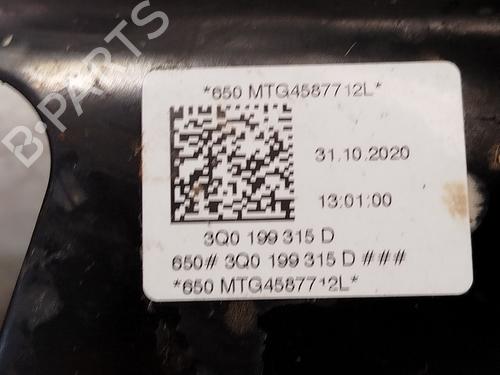 B-PARTS
*650 MTG4587712L*
31.10.2020
13:01:00
3Q0 199 315 D
650# 3Q0 199 315 D ###
*650 MTG4587712L*